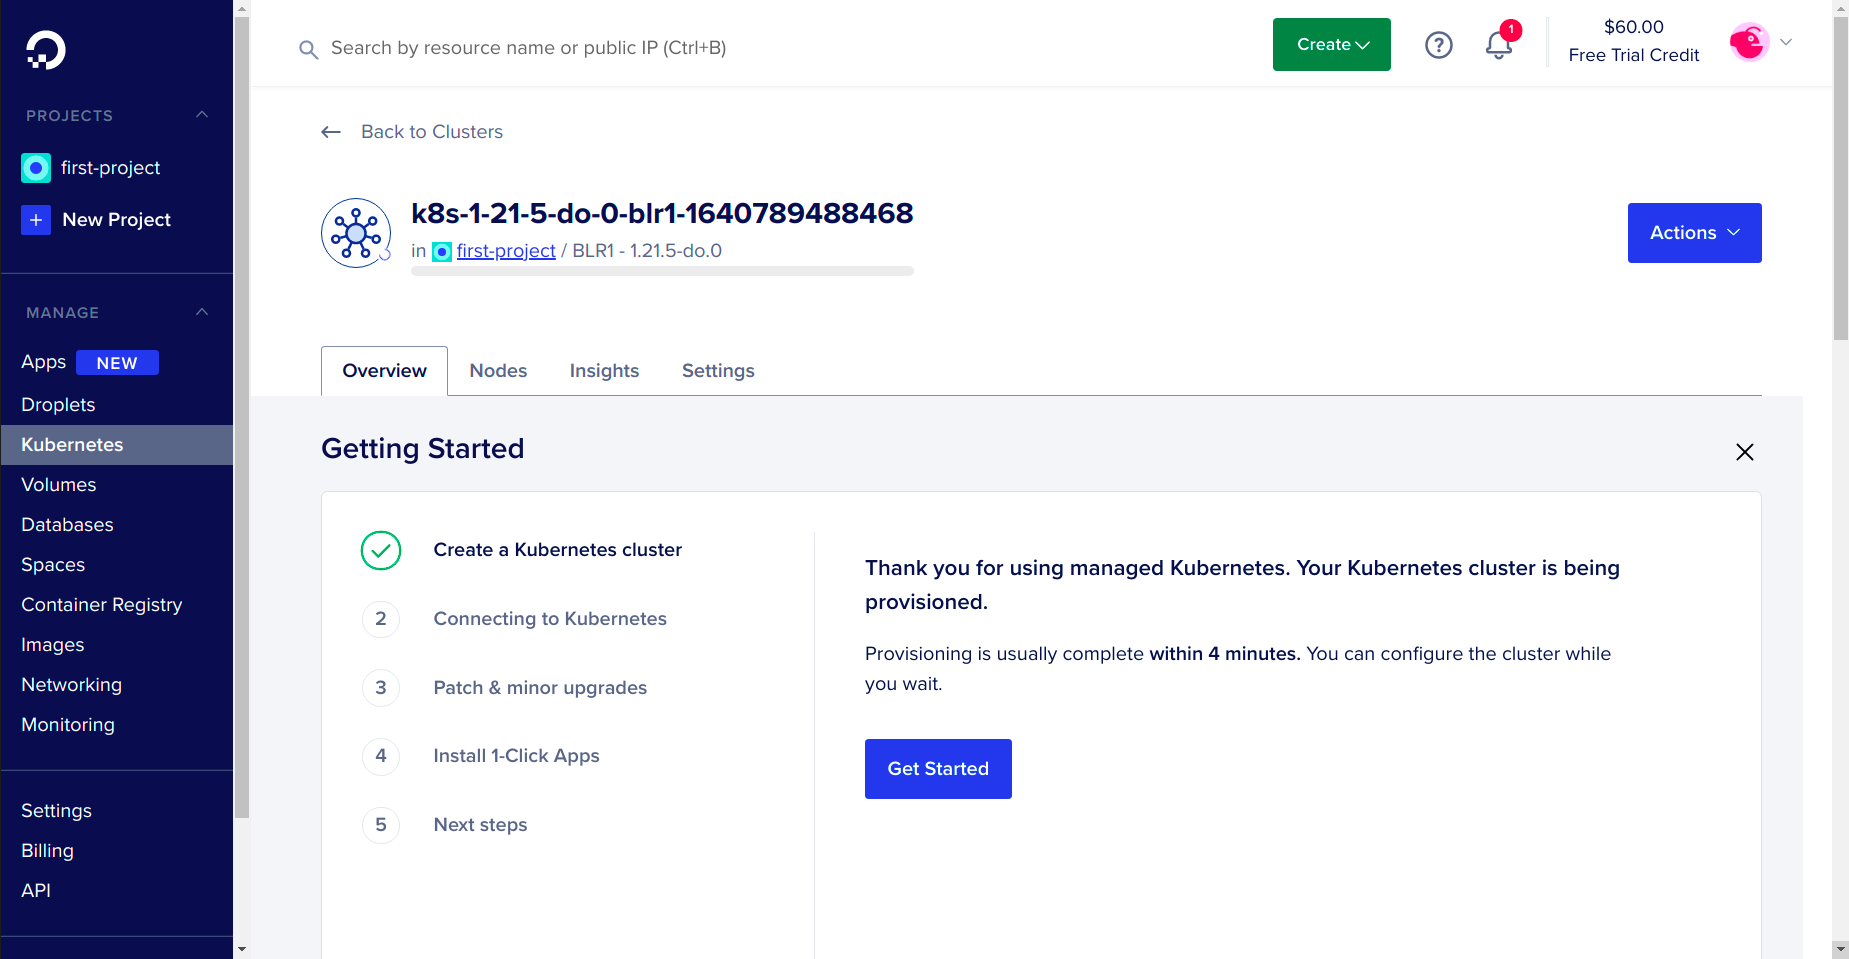 Search by resource name or public IP (Ctrl+B)
Create
1
$60.00
Free Trial Credit
PROJECTS
first-project
New Project
MANAGE
Apps NEW
Droplets
Kubernetes
Volumes
Databases
Spaces
Container Registry
Images
Networking
Monitoring
Settings
Billing
API
Back to Clusters
k8s-1-21-5-do-0-blr1-1640789488468
in first-project / BLR1 - 1.21.5-do.0
Actions
Overview Nodes Insights Settings
Getting Started
Create a Kubernetes cluster
2 Connecting to Kubernetes
3 Patch & minor upgrades
4 Install 1-Click Apps
5 Next steps
Thank you for using managed Kubernetes. Your Kubernetes cluster is being
provisioned.
Provisioning is usually complete within 4 minutes. You can configure the cluster while
you wait.
Get Started